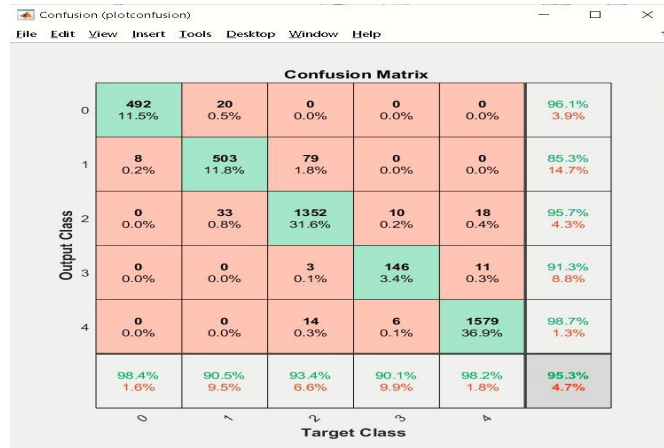 Confusion (plotconfusion)
File Edit View Insert Tools Desktop Window Help
Confusion Matrix
0 492 20 0 0 0 96.1%
11.5% 0.5% 0.0% 0.0% 0.0% 3.9%
1 8 503 79 0 0 85.3%
0.2% 11.8% 1.8% 0.0% 0.0% 14.7%
2 0 33 1352 10 18 95.7%
0.0% 0.8% 31.6% 0.2% 0.4% 4.3%
3 0 0 3 146 11 91.3%
0.0% 0.0% 0.1% 3.4% 0.3% 8.8%
4 0 0 14 6 1579 98.7%
0.0% 0.0% 0.3% 0.1% 36.9% 1.3%
98.4% 90.5% 93.4% 90.1% 98.2% 95.3%
1.6% 9.5% 6.6% 9.9% 1.8% 4.7%
0 1 2 3 4
Output Class
Target Class